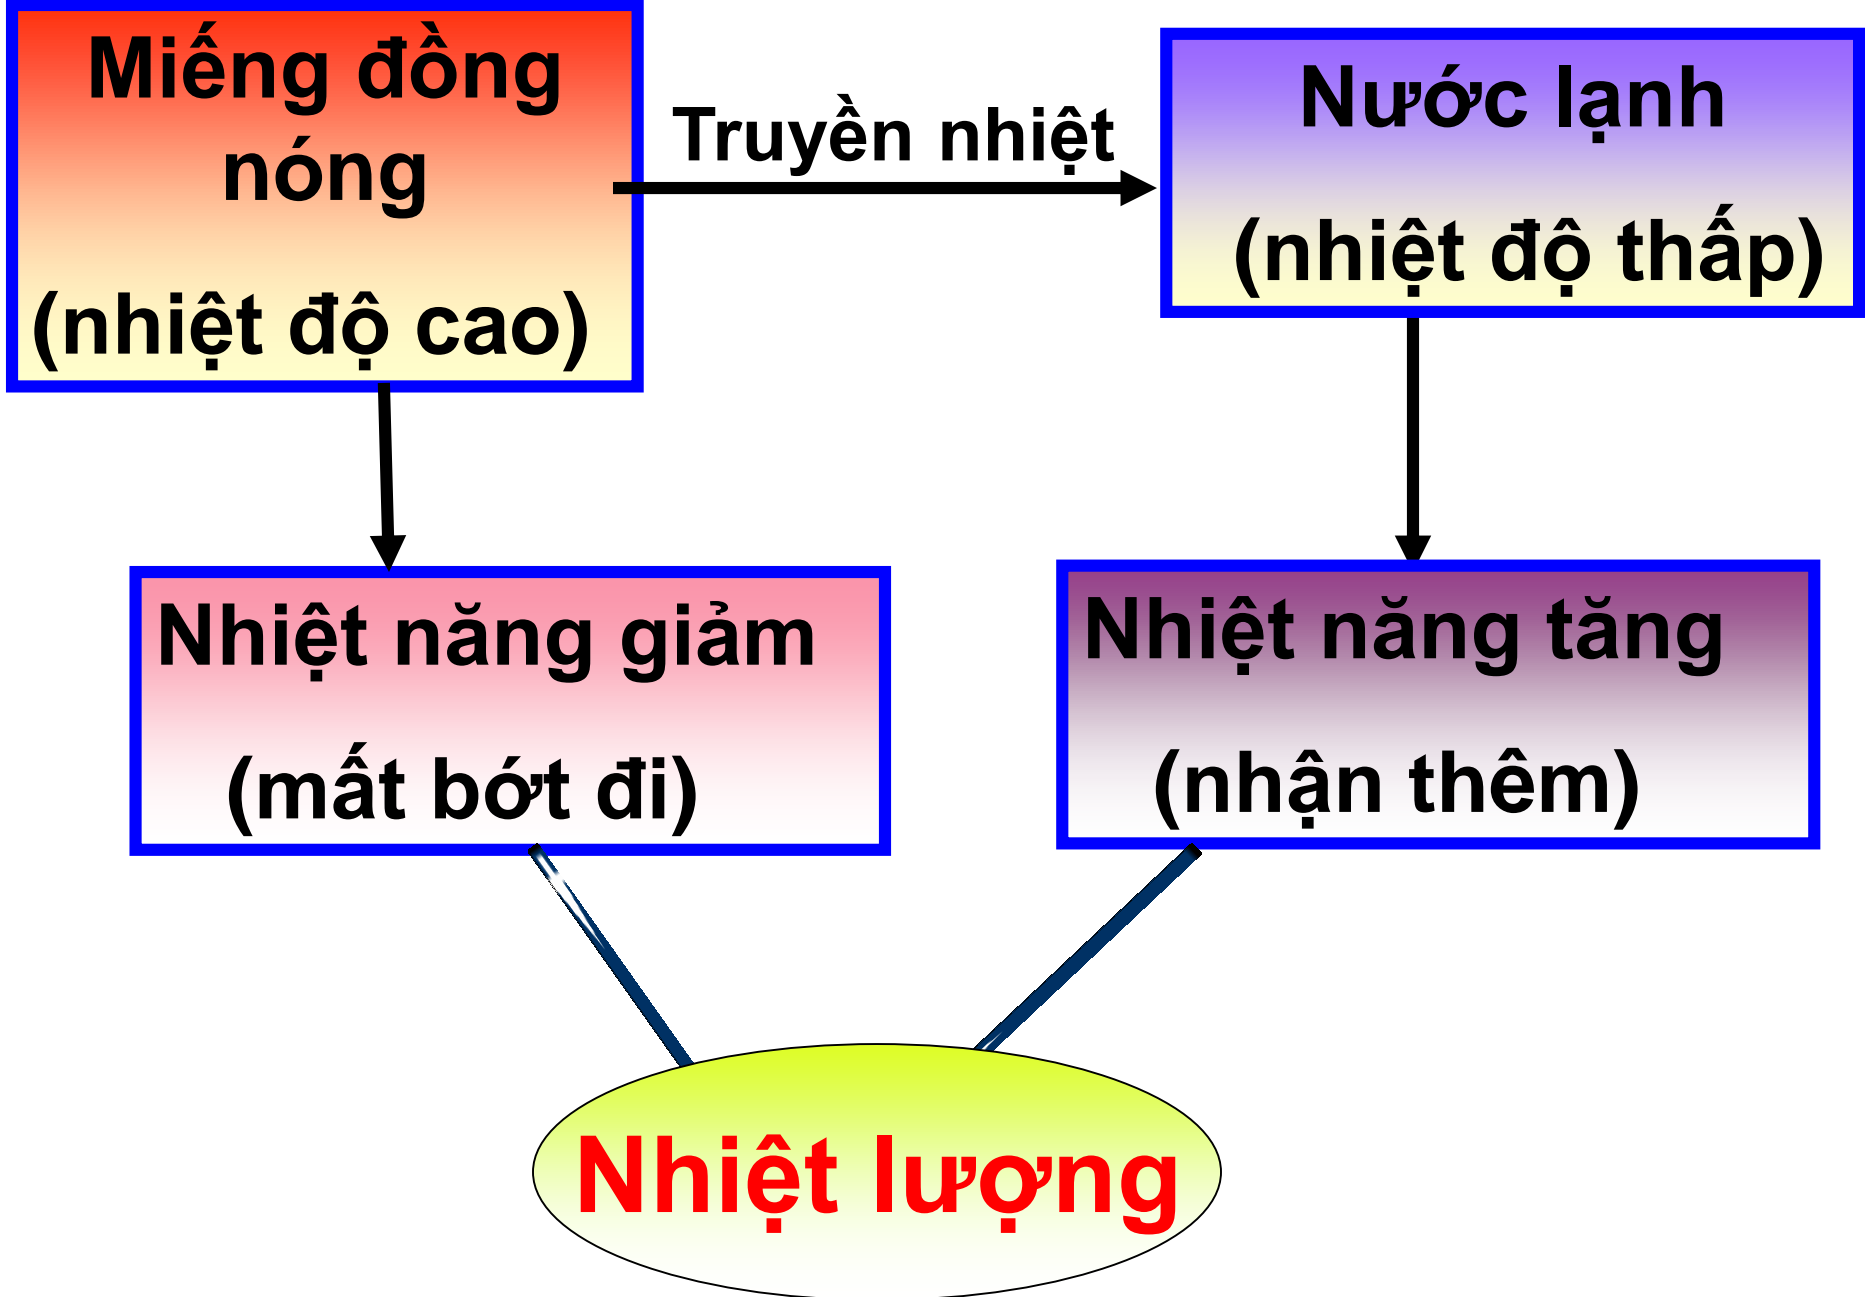 Miếng đồng
nóng
(nhiệt độ cao)
Truyền nhiệt
Nước lạnh
(nhiệt độ thấp)
Nhiệt năng giảm
(mất bớt đi)
Nhiệt năng tăng
(nhận thêm)
Nhiệt lượng